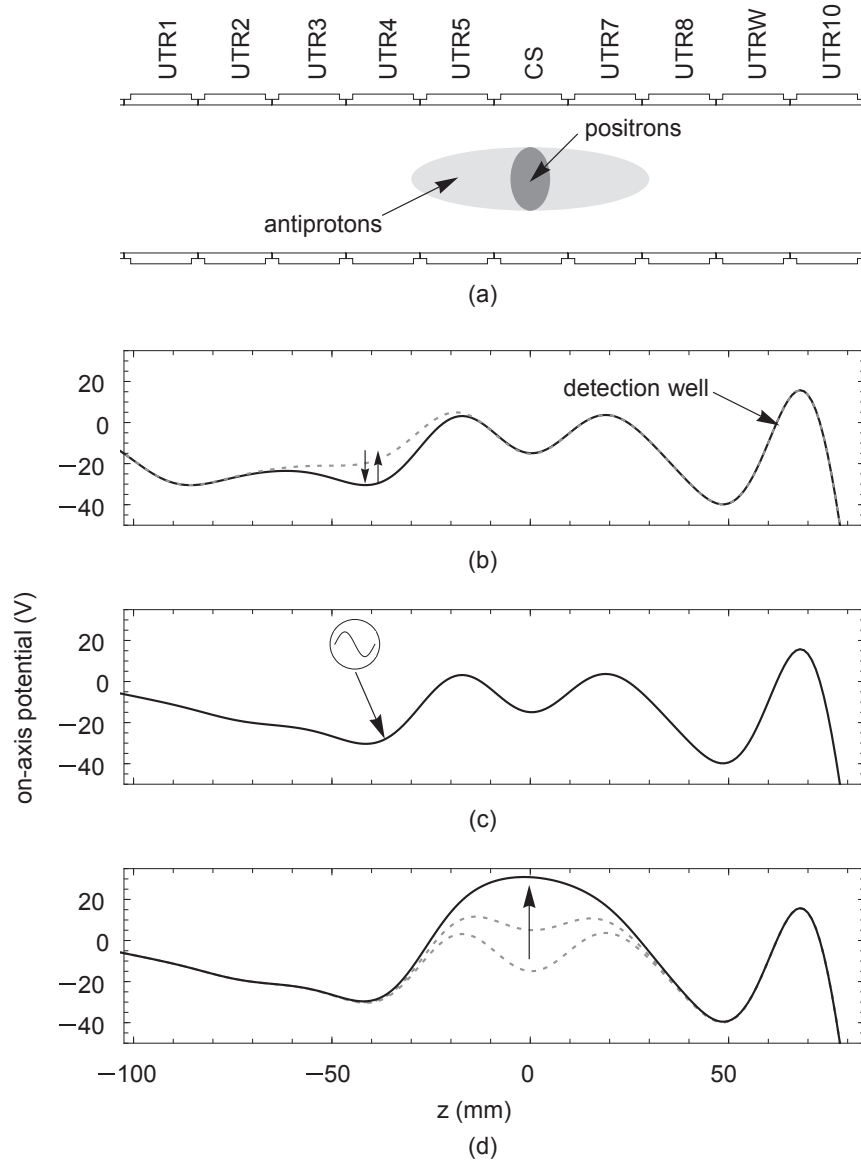 UTR1 UTR2 UTR3 UTR4 UTR5 CS UTR7 UTR8 UTRW UTR10
positrons
antiprotons
(a)
20
0
−20
−40
detection well
(b)
on-axis potential (V)
20
0
−20
−40
(c)
20
0
−20
−40
−100 −50 0 50
z (mm)
(d)